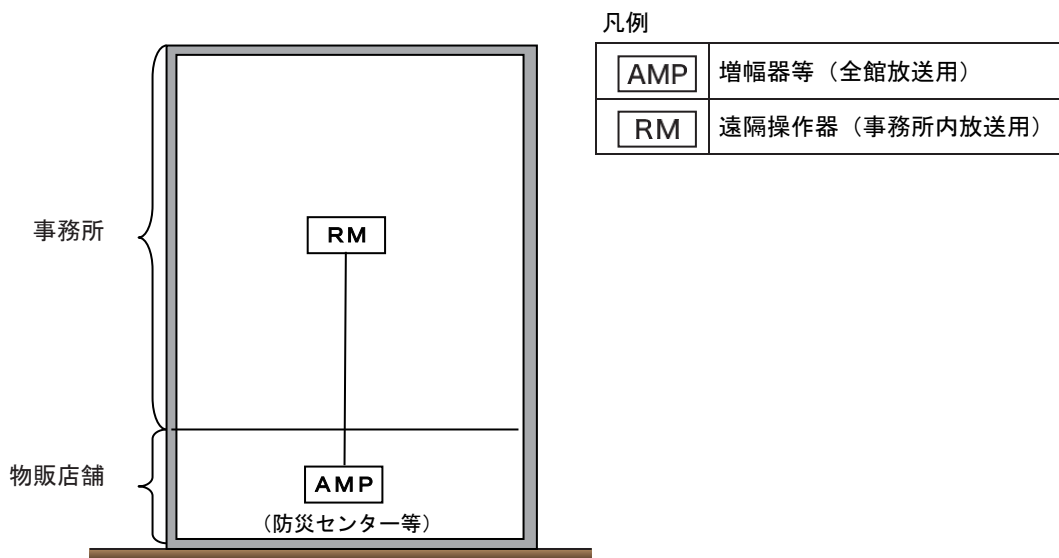 凡例
AMP 増幅器等（全館放送用）
RM 遠隔操作器（事務所内放送用）
事務所
RM
物販店舗
AMP
（防災センター等）